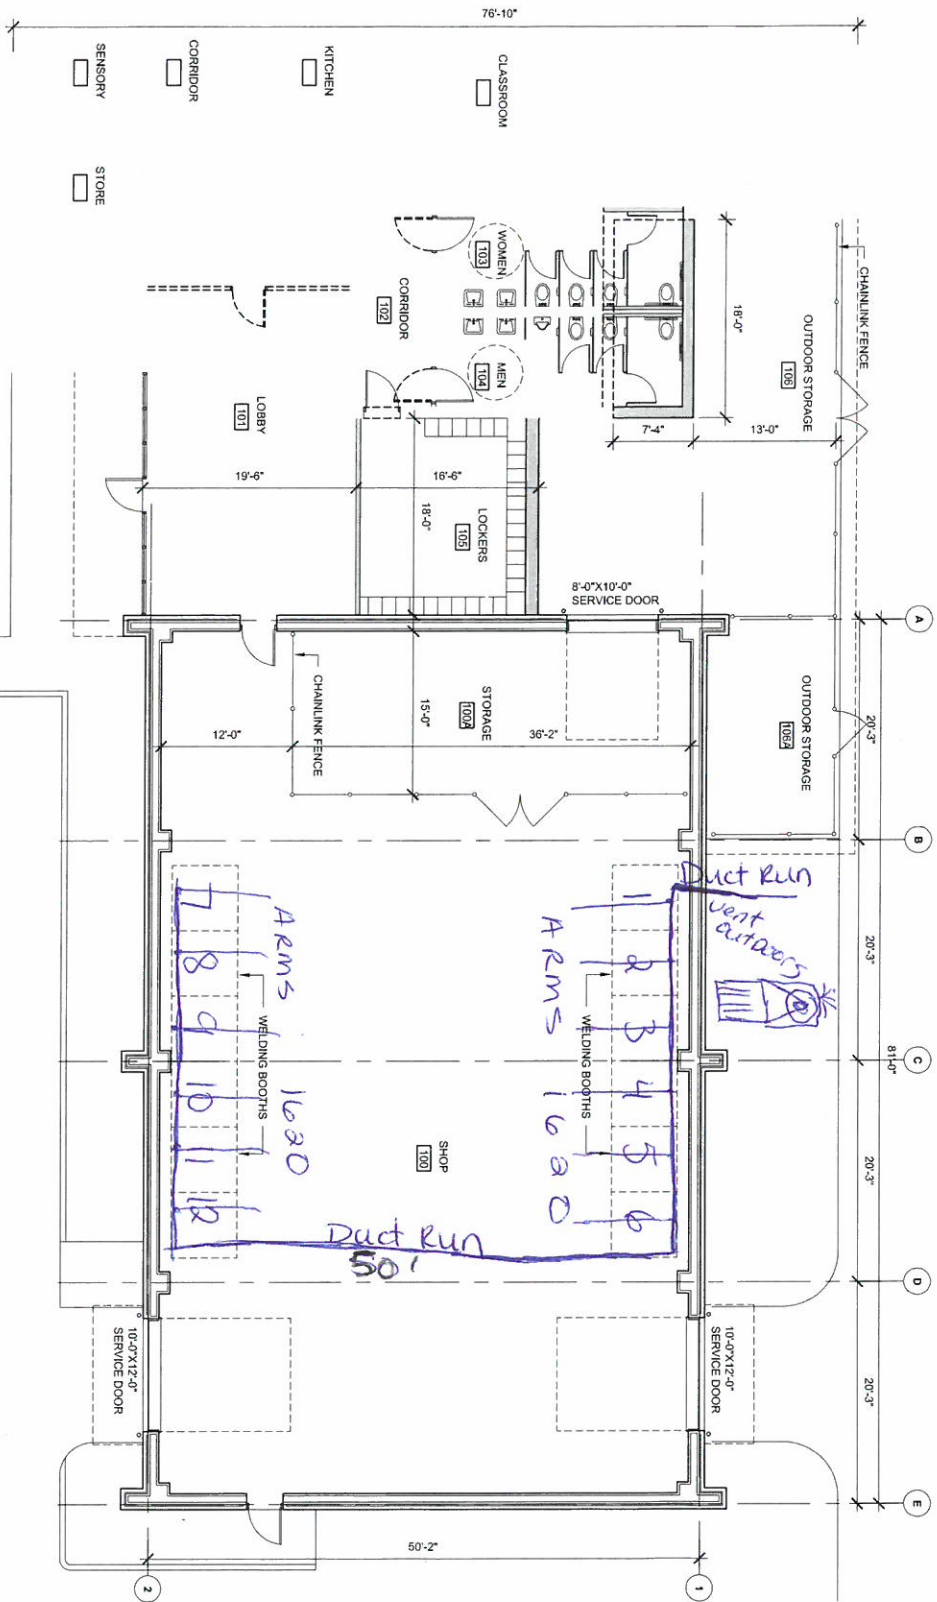 76'-10"
SENSORY
CORRIDOR
KITCHEN
CLASSROOM
STORE
WOMEN
103
CORRIDOR
102
MEN
104
18'-0"
CHAINLINK FENCE
OUTDOOR STORAGE
106
LOBBY
101
7'-4"
13'-0"
19'-6"
16'-6"
18'-0"
LOCKERS
105
8'-0"X10'-0"
SERVICE DOOR
A
CHAINLINK FENCE
STORAGE
100A
15'-0"
OUTDOOR STORAGE
106A
20'-3"
12'-0"
36'-2"
B
Duct Run
vent
outdoors
20'-3"
ARMS
1620
ARMS
1620
7
8
9
10
11
12
1
2
3
4
5
6
WELDING BOOTHS
WELDING BOOTHS
81'-0"
C
SHOP
100
20'-3"
Duct Run
50'
D
10'-0"X12'-0"
SERVICE DOOR
10'-0"X12'-0"
SERVICE DOOR
20'-3"
E
50'-2"
2
1